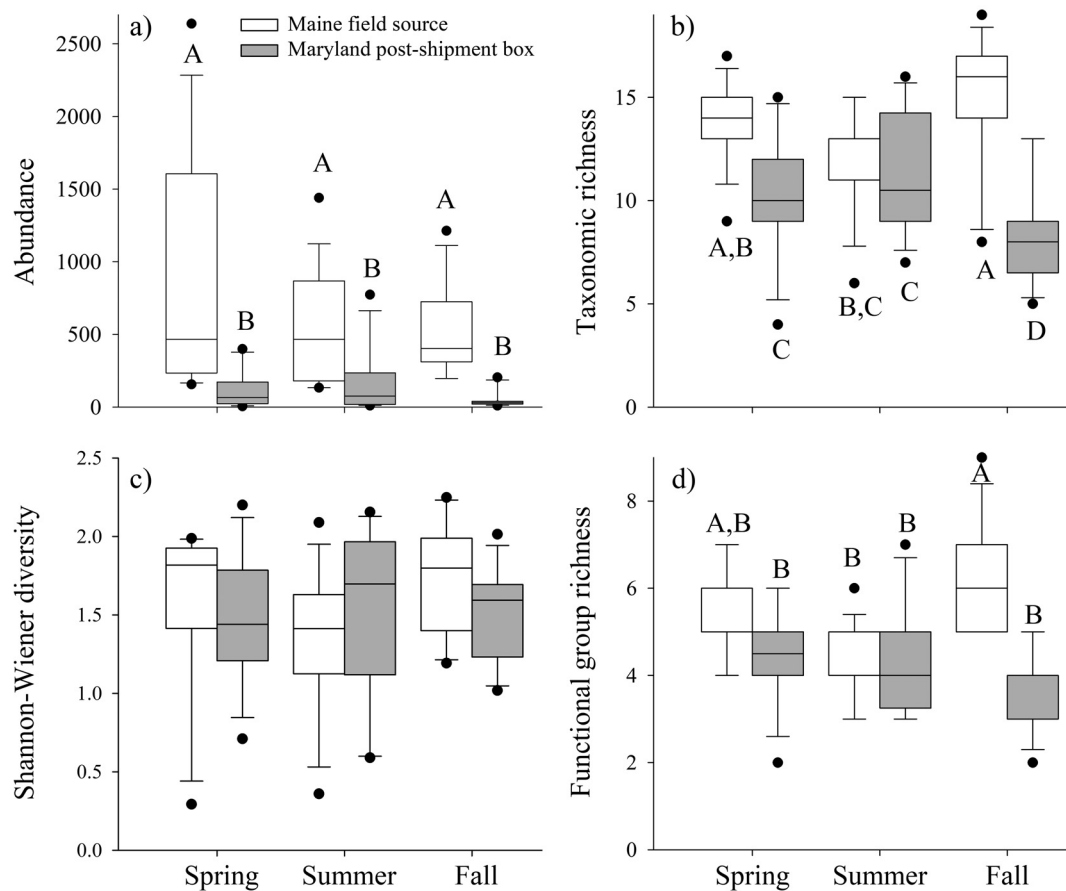 a)
Maine field source
Maryland post-shipment box
2500
2000
1500
1000
500
0
Abundance
A
B
A
B
A
B
b)
15
10
5
0
Taxonomic richness
A,B
C
B,C
C
A
D
c)
2.5
2.0
1.5
1.0
0.5
0.0
Shannon-Wiener diversity
Spring Summer Fall
d)
8
6
4
2
0
Functional group richness
A,B
B
B
B
A
B
Spring Summer Fall